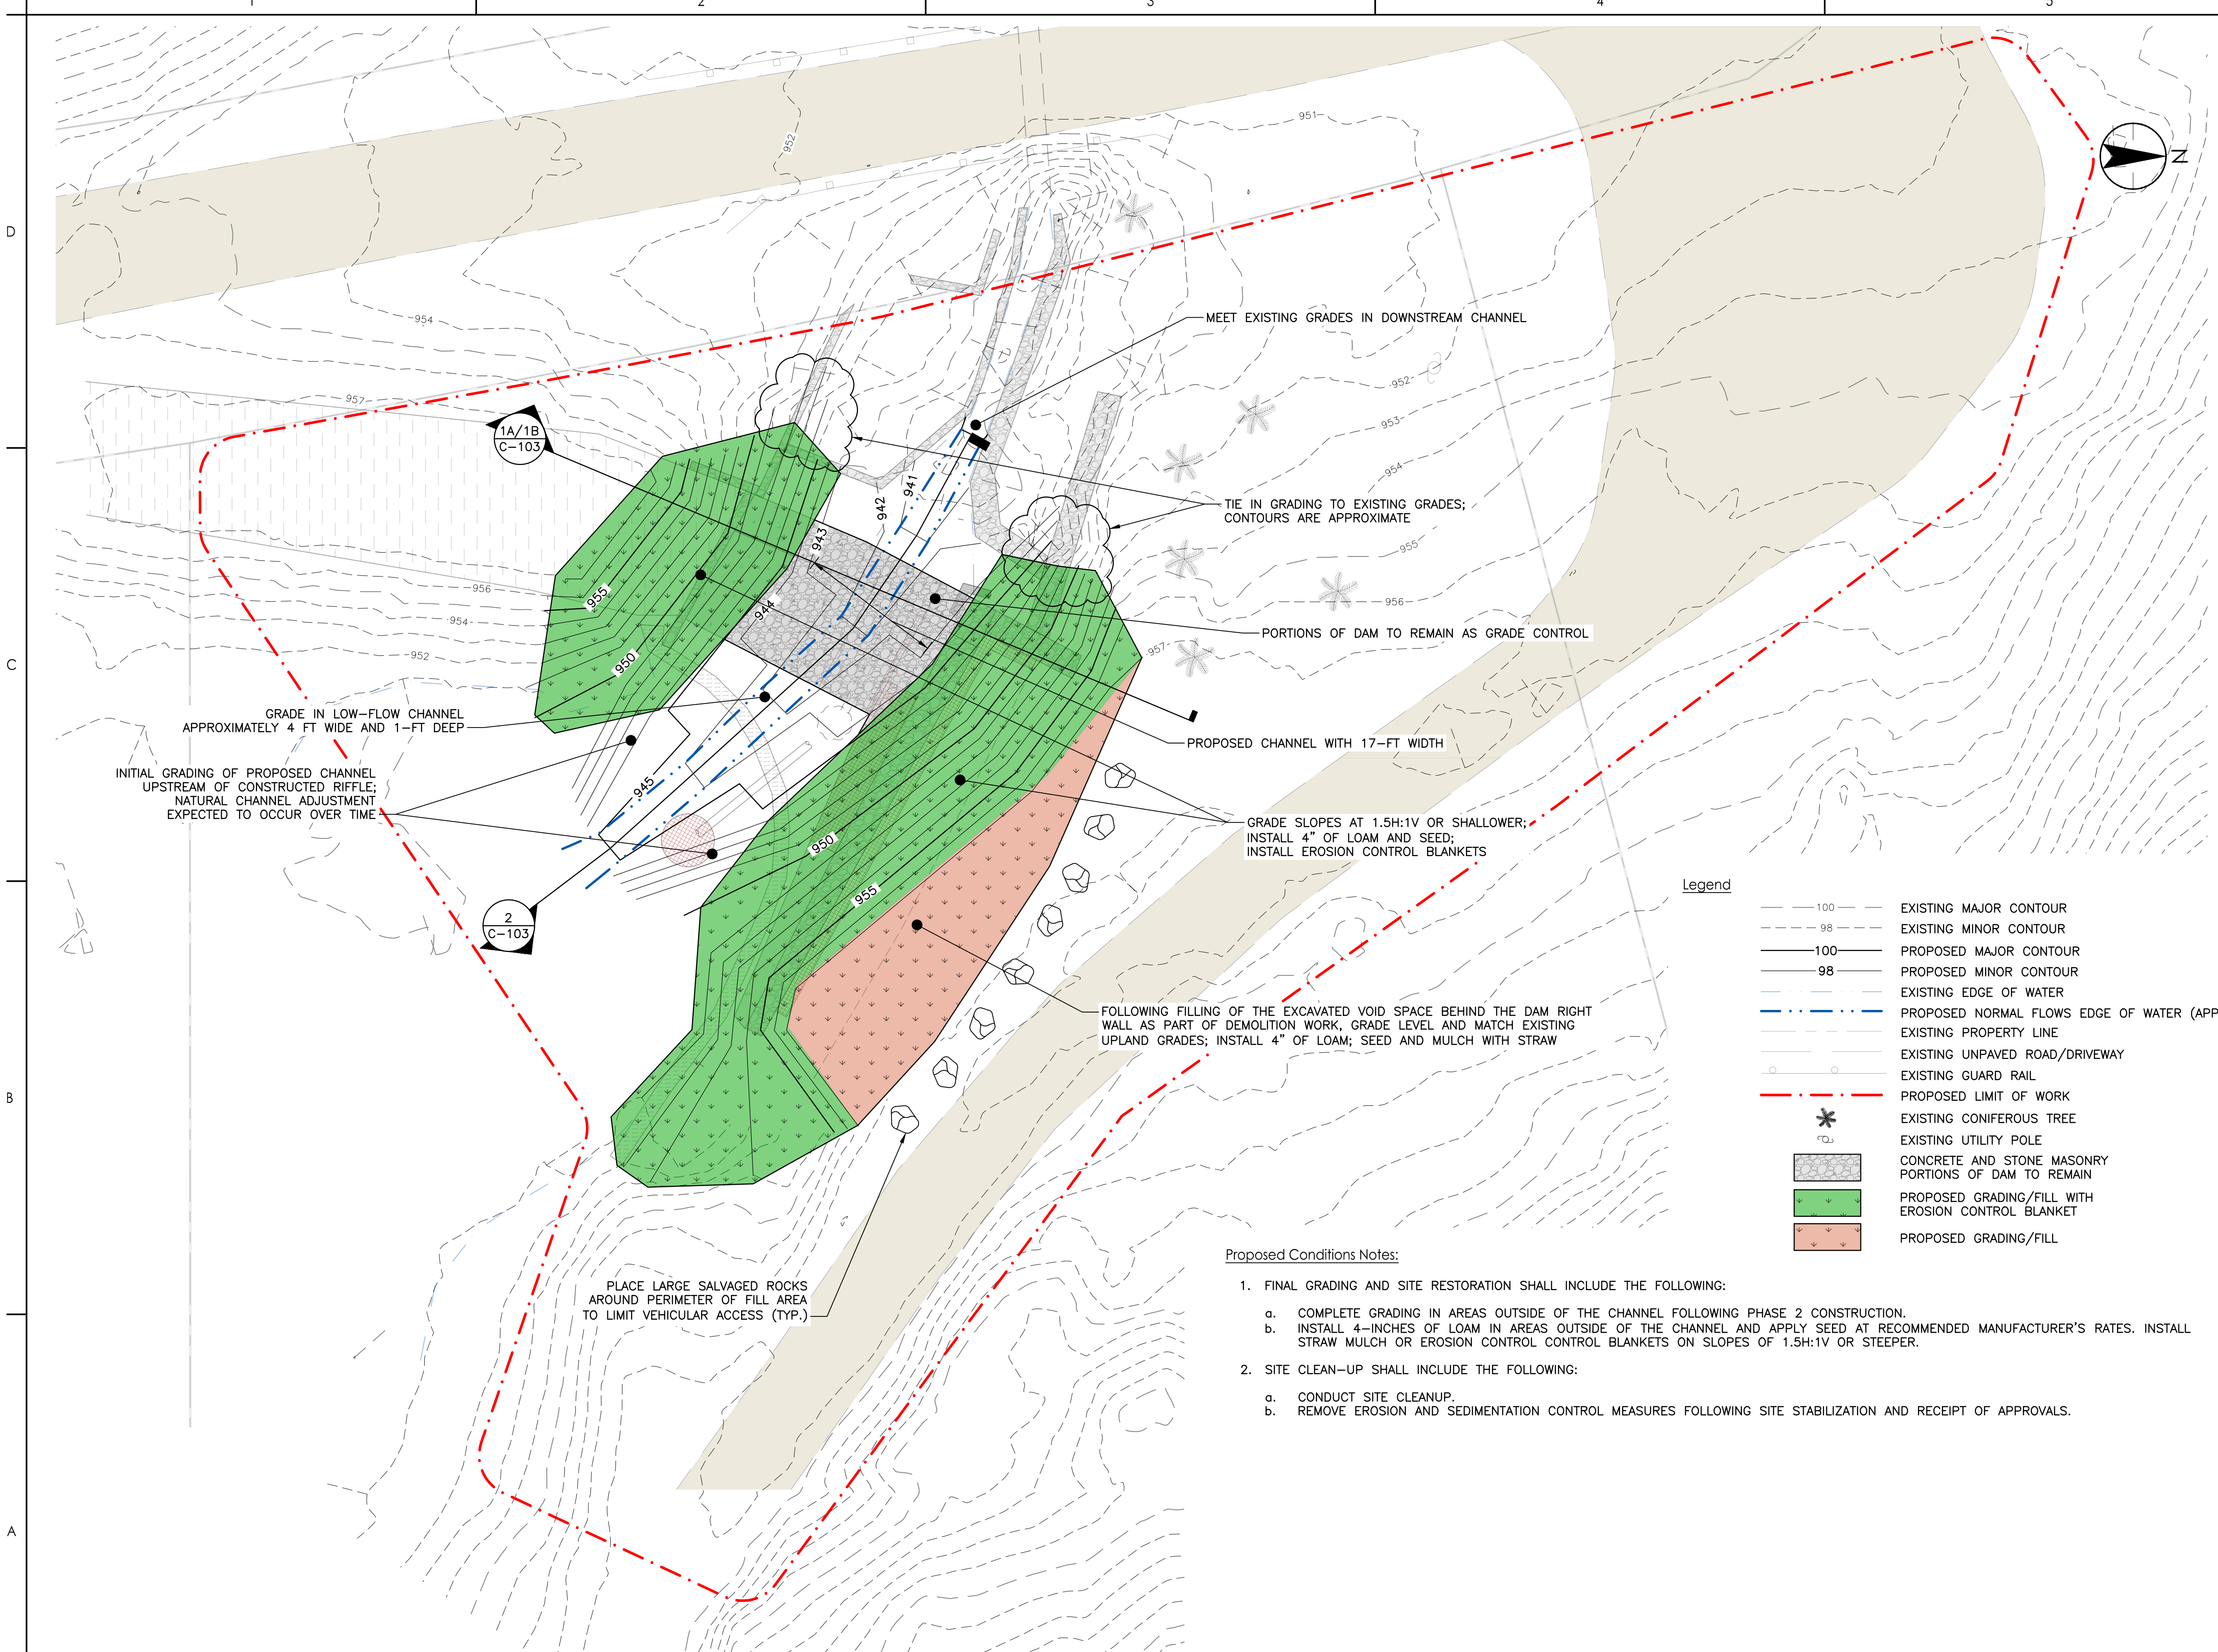 1
2
3
4
5
D
C
B
A
N
951
952
954
957
MEET EXISTING GRADES IN DOWNSTREAM CHANNEL
952
953
1A/1B
C-103
954
941
942
TIE IN GRADING TO EXISTING GRADES;
CONTOURS ARE APPROXIMATE
943
955
956
955
944
956
954
PORTIONS OF DAM TO REMAIN AS GRADE CONTROL
957
952
950
GRADE IN LOW-FLOW CHANNEL
APPROXIMATELY 4 FT WIDE AND 1-FT DEEP
PROPOSED CHANNEL WITH 17-FT WIDTH
INITIAL GRADING OF PROPOSED CHANNEL
UPSTREAM OF CONSTRUCTED RIFFLE;
NATURAL CHANNEL ADJUSTMENT
EXPECTED TO OCCUR OVER TIME
945
GRADE SLOPES AT 1.5H:1V OR SHALLOWER;
INSTALL 4" OF LOAM AND SEED;
INSTALL EROSION CONTROL BLANKETS
950
955
2
C-103
FOLLOWING FILLING OF THE EXCAVATED VOID SPACE BEHIND THE DAM RIGHT
WALL AS PART OF DEMOLITION WORK, GRADE LEVEL AND MATCH EXISTING
UPLAND GRADES; INSTALL 4" OF LOAM; SEED AND MULCH WITH STRAW
PLACE LARGE SALVAGED ROCKS
AROUND PERIMETER OF FILL AREA
TO LIMIT VEHICULAR ACCESS (TYP.)
Legend
100 EXISTING MAJOR CONTOUR
98 EXISTING MINOR CONTOUR
100 PROPOSED MAJOR CONTOUR
98 PROPOSED MINOR CONTOUR
EXISTING EDGE OF WATER
PROPOSED NORMAL FLOWS EDGE OF WATER (APP
EXISTING PROPERTY LINE
EXISTING UNPAVED ROAD/DRIVEWAY
EXISTING GUARD RAIL
PROPOSED LIMIT OF WORK
EXISTING CONIFEROUS TREE
EXISTING UTILITY POLE
CONCRETE AND STONE MASONRY
PORTIONS OF DAM TO REMAIN
PROPOSED GRADING/FILL WITH
EROSION CONTROL BLANKET
PROPOSED GRADING/FILL
Proposed Conditions Notes:
1. FINAL GRADING AND SITE RESTORATION SHALL INCLUDE THE FOLLOWING:
a. COMPLETE GRADING IN AREAS OUTSIDE OF THE CHANNEL FOLLOWING PHASE 2 CONSTRUCTION.
b. INSTALL 4-INCHES OF LOAM IN AREAS OUTSIDE OF THE CHANNEL AND APPLY SEED AT RECOMMENDED MANUFACTURER'S RATES. INSTALL
STRAW MULCH OR EROSION CONTROL CONTROL BLANKETS ON SLOPES OF 1.5H:1V OR STEEPER.
2. SITE CLEAN-UP SHALL INCLUDE THE FOLLOWING:
a. CONDUCT SITE CLEANUP.
b. REMOVE EROSION AND SEDIMENTATION CONTROL MEASURES FOLLOWING SITE STABILIZATION AND RECEIPT OF APPROVALS.